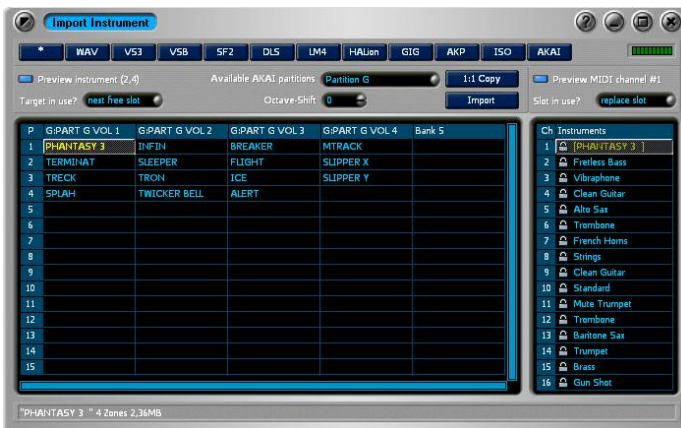 Import Instrument
* WAV VS3 VSB SF2 DLS LM4 HALion GIG AKP ISO AKAI
Preview instrument (2,4) Available AKAI partitions Partition G 1:1 Copy Preview MIDI channel #1
Target in use? next free slot Octave-Shift 0 Import Slot in use? replace slot
P G:PART G VOL 1 G:PART G VOL 2 G:PART G VOL 3 G:PART G VOL 4 Bank 5 Ch Instruments
1 PHANTASY 3 INFIN BREAKER MTRACK 1 [PHANTASY 3 ]
2 TERMINAT SLEEPER FLIGHT SLIPPER X 2 Fretless Bass
3 TRECK TRON ICE SLIPPER Y 3 Vibraphone
4 SPLAH TWICKER BELL ALERT 4 Clean Guitar
5 5 Alto Sax
6 6 Trombone
7 7 French Horns
8 8 Strings
9 9 Clean Guitar
10 10 Standard
11 11 Mute Trumpet
12 12 Trombone
13 13 Baritone Sax
14 14 Trumpet
15 15 Brass
16 Gun Shot
"PHANTASY 3 " 4 Zones 2,36MB